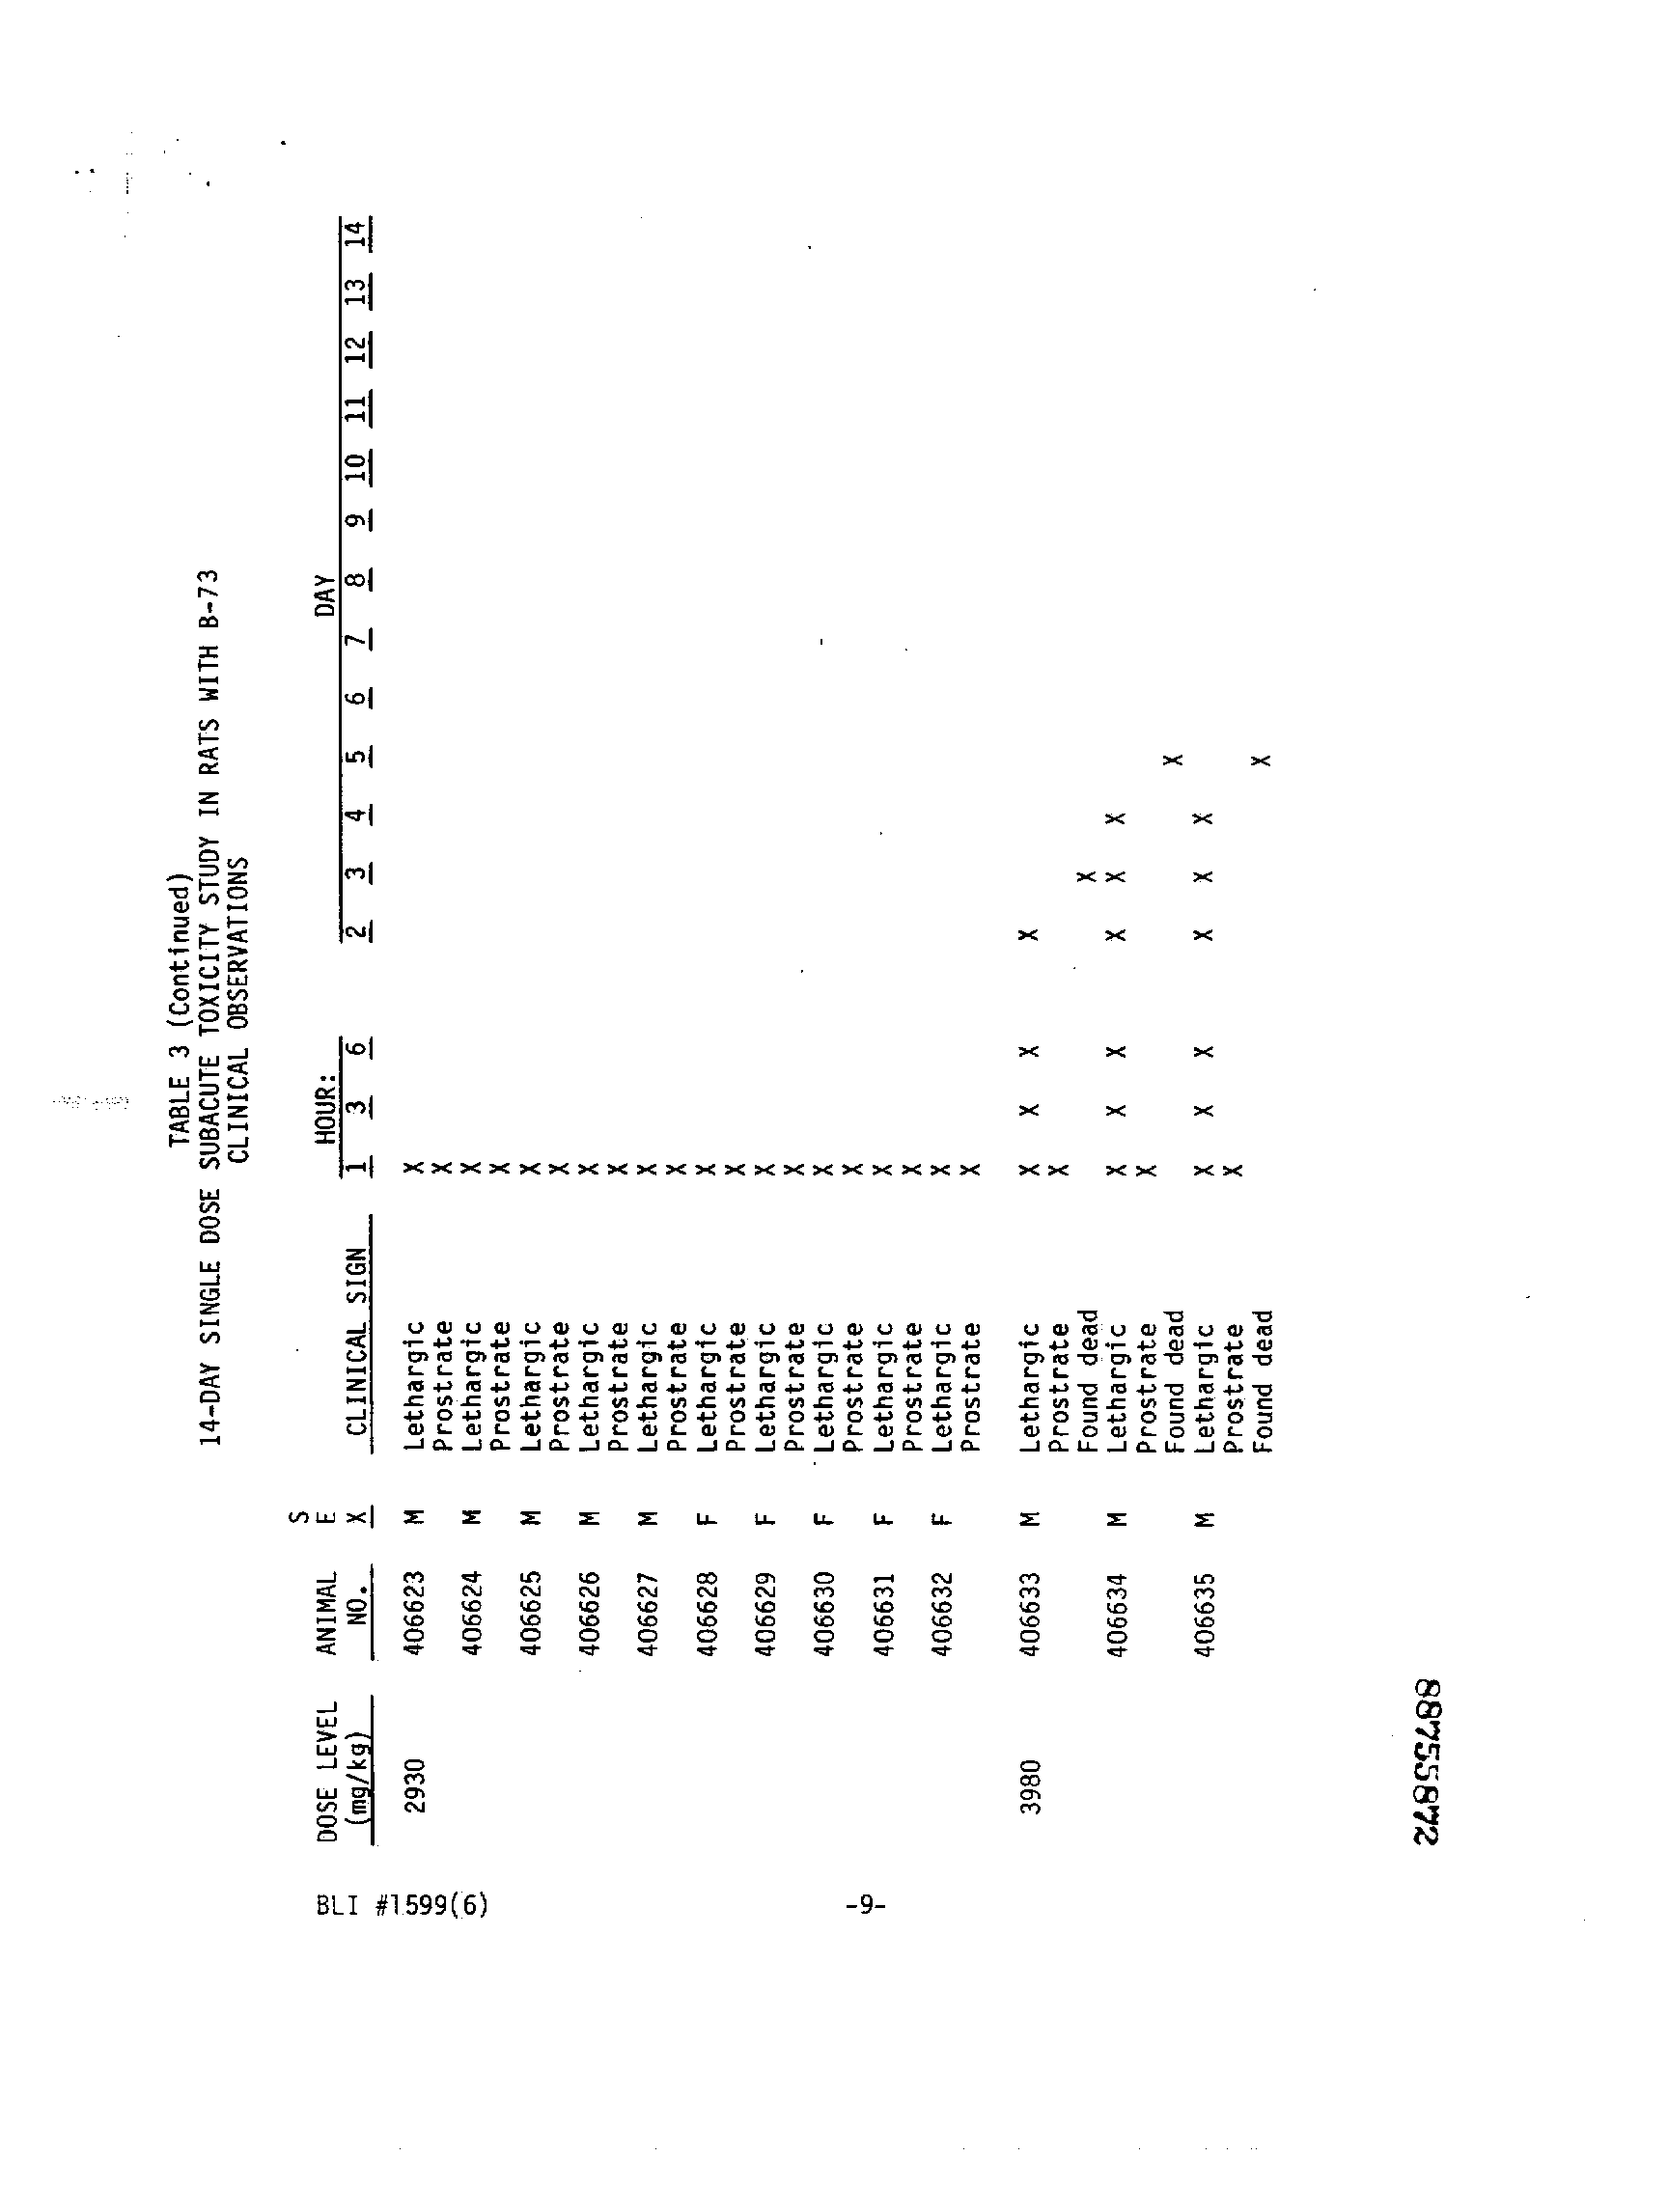 TABLE 3 (Continued)
14-DAY SINGLE DOSE SUBACUTE TOXICITY STUDY IN RATS WITH B-73
CLINICAL OBSERVATIONS
S
DOSE LEVEL ANIMAL E HOUR: DAY
(mg/kg) NO. X CLINICAL SIGN 1 3 6 2 3 4 5 6 7 8 9 10 11 12 13 14
2930 406623 M Lethargic X
Prostrate X
406624 M Lethargic X
Prostrate X
406625 M Lethargic X
Prostrate X
406626 M Lethargic X
Prostrate X
406627 M Lethargic X
Prostrate X
406628 F Lethargic X
Prostrate X
406629 F Lethargic X
Prostrate X
406630 F Lethargic X
Prostrate X
406631 F Lethargic X
Prostrate X
406632 F Lethargic X
Prostrate X
3980 406633 M Lethargic X X X X
Prostrate X
Found dead X
406634 M Lethargic X X X X X X
Prostrate X
Found dead X
406635 M Lethargic X X X X X X
Prostrate X
Found dead X
BLI #1599(6)
-9-
88755872